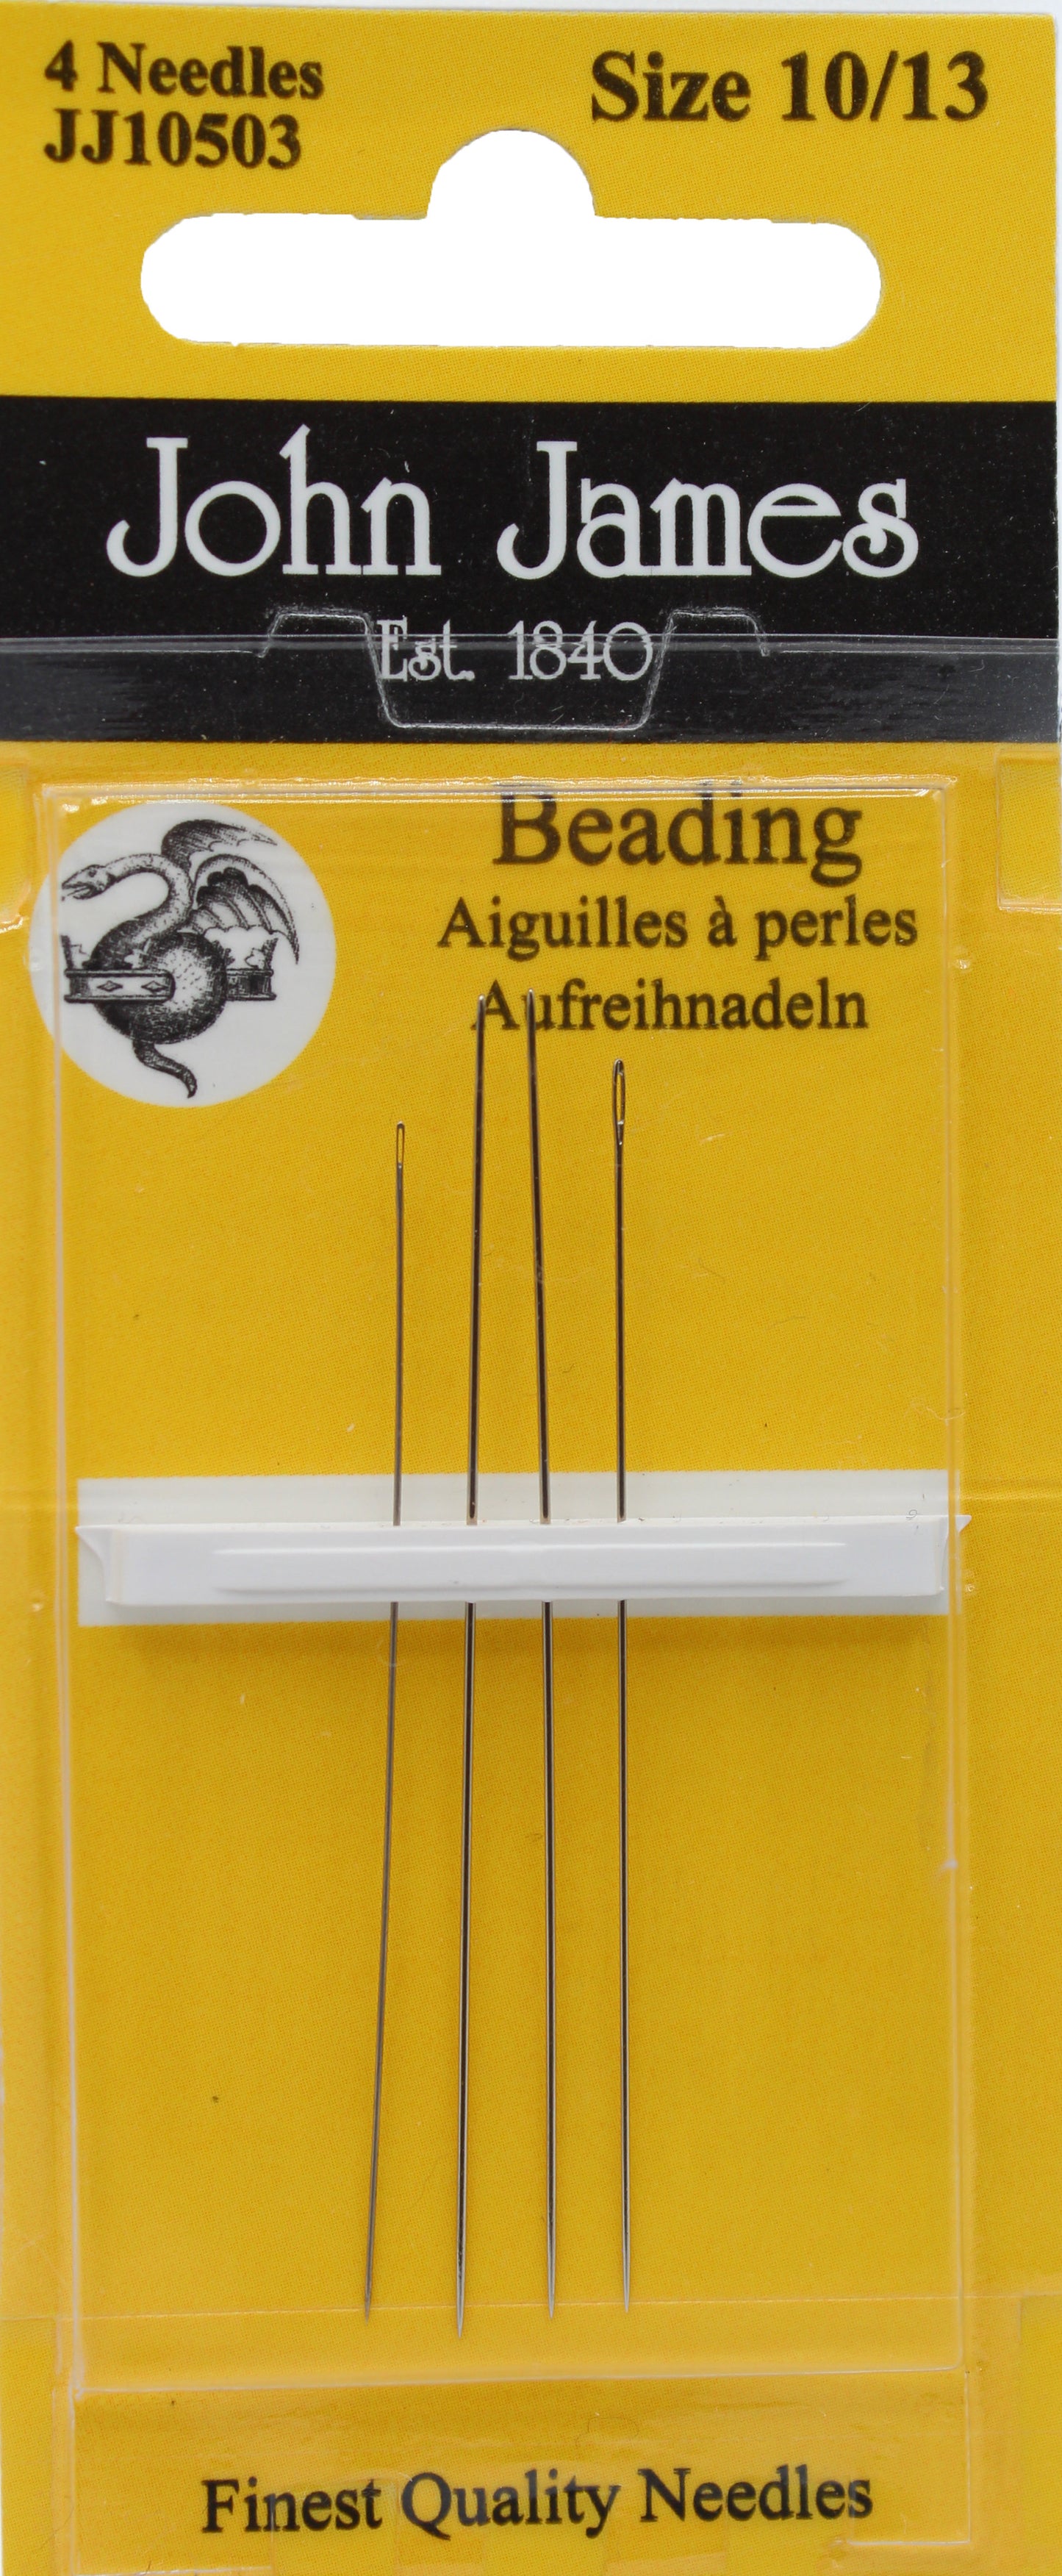 4 Needles
JJ10503
Size 10/13
John James
Est. 1840
Beading
Aiguilles à perles
Aufreihnadeln
Finest Quality Needles